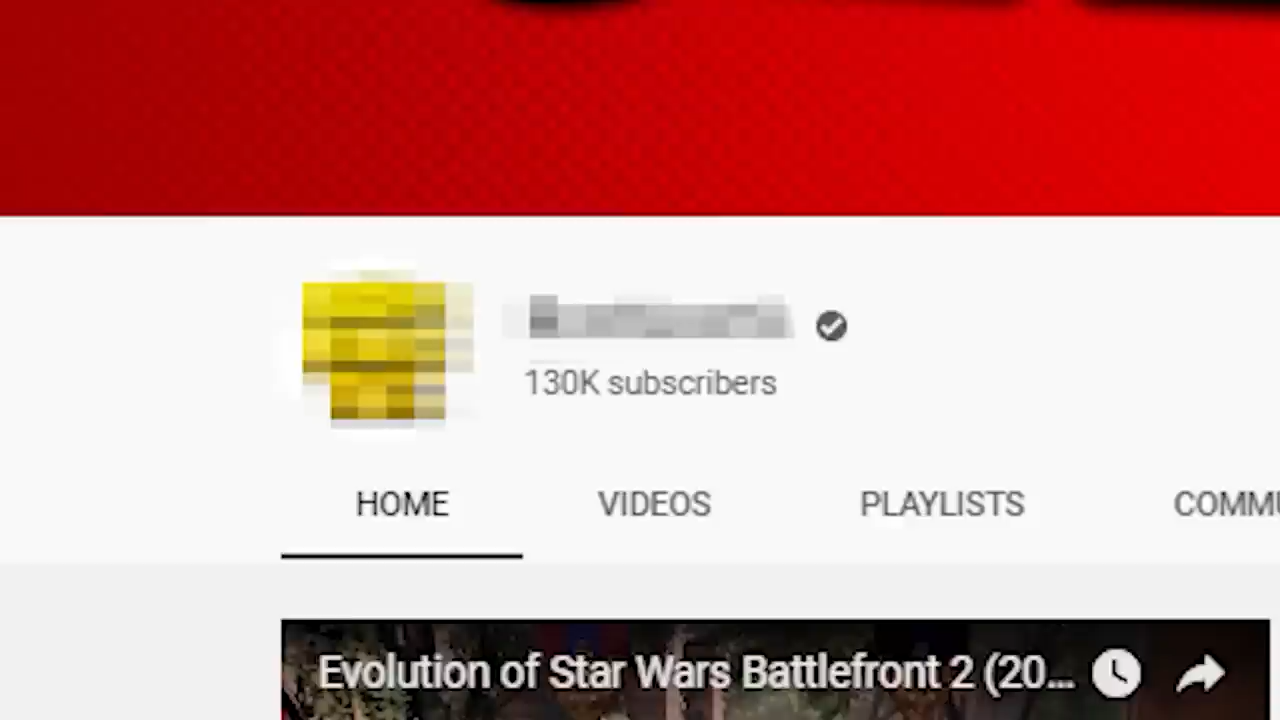 130K subscribers
HOME VIDEOS PLAYLISTS COMMU
Evolution of Star Wars Battlefront 2 (20...